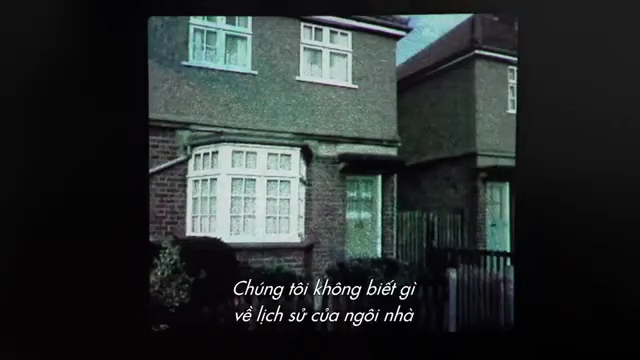 Chúng tôi không biết gì
về lịch sử của ngôi nhà